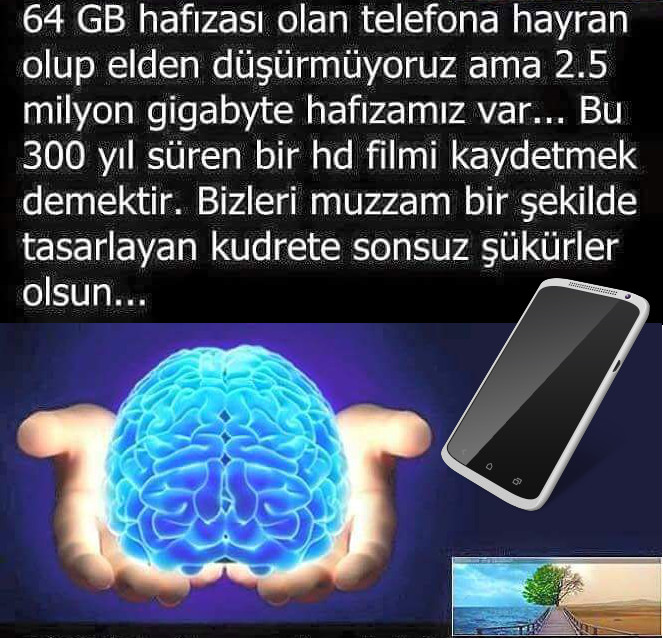 64 GB hafızası olan telefona hayran
olup elden düşürmüyoruz ama 2.5
milyon gigabyte hafızamız var... Bu
300 yıl süren bir hd filmi kaydetmek
demektir. Bizleri muzzam bir şekilde
tasarlayan kudrete sonsuz şükürler
olsun...